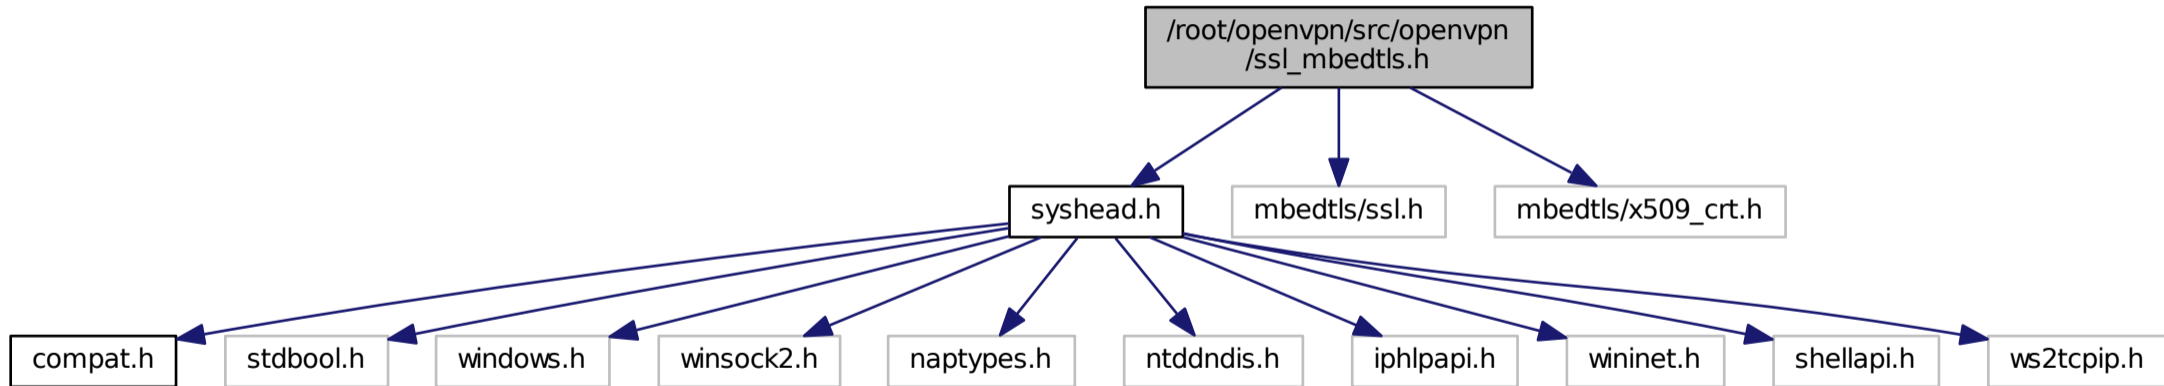 /root/openvpn/src/openvpn
/ssl_mbedtls.h
syshead.h
mbedtls/ssl.h
mbedtls/x509_crt.h
compat.h
stdbool.h
windows.h
winsock2.h
naptypes.h
ntddndis.h
iphlpapi.h
wininet.h
shellapi.h
ws2tcpip.h